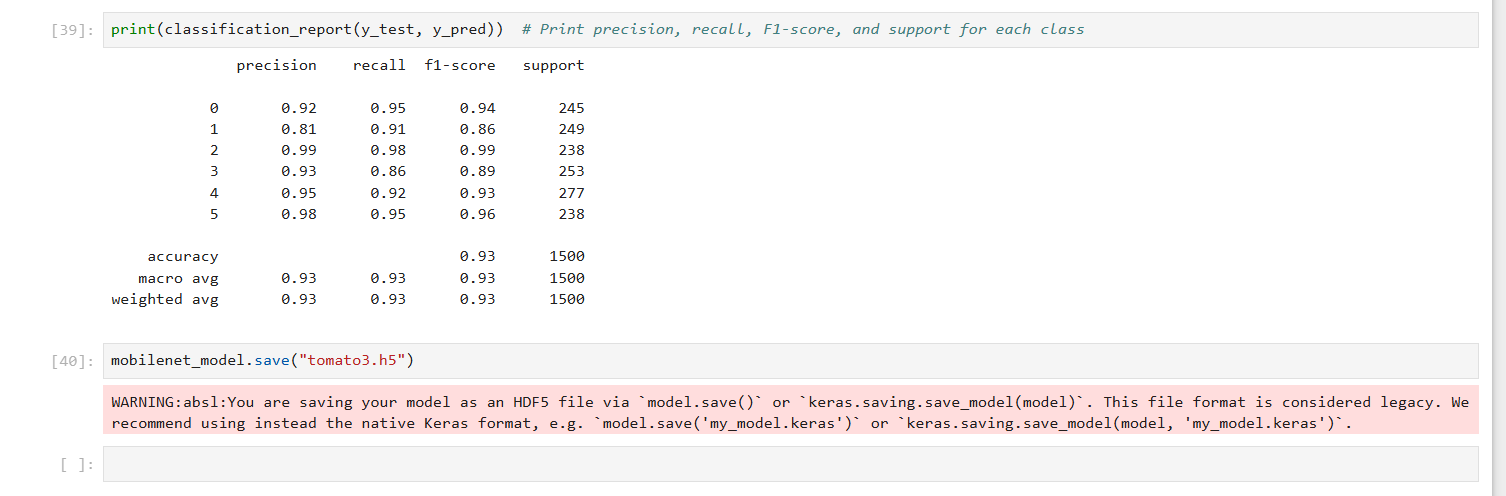 [39]: print(classification_report(y_test, y_pred))  # Print precision, recall, F1-score, and support for each class
precision recall f1-score support
0 0.92 0.95 0.94 245
1 0.81 0.91 0.86 249
2 0.99 0.98 0.99 238
3 0.93 0.86 0.89 253
4 0.95 0.92 0.93 277
5 0.98 0.95 0.96 238
accuracy 0.93 1500
macro avg 0.93 0.93 0.93 1500
weighted avg 0.93 0.93 0.93 1500
[40]: mobilenet_model.save("tomato3.h5")
WARNING:absl:You are saving your model as an HDF5 file via `model.save()` or `keras.saving.save_model(model)`. This file format is considered legacy. We
recommend using instead the native Keras format, e.g. `model.save('my_model.keras')` or `keras.saving.save_model(model, 'my_model.keras')`.
[ ]: